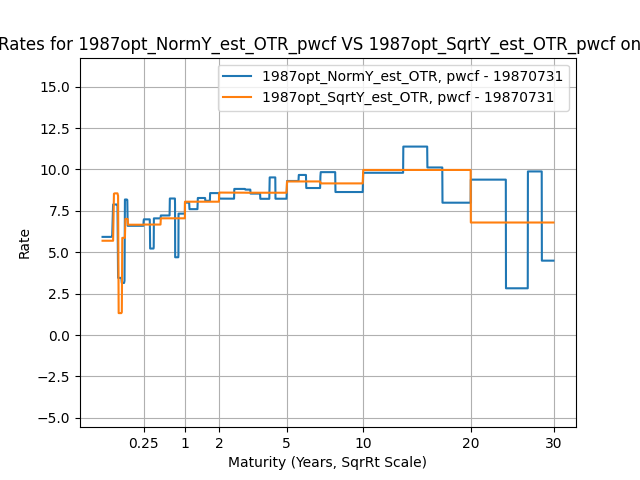 Rates for 1987opt_NormY_est_OTR_pwcf VS 1987opt_SqrtY_est_OTR_pwcf on
1987opt_NormY_est_OTR, pwcf - 19870731
1987opt_SqrtY_est_OTR, pwcf - 19870731
15.0
12.5
10.0
7.5
5.0
2.5
0.0
−2.5
−5.0
Rate
0.25 1 2 5 10 20 30
Maturity (Years, SqrRt Scale)